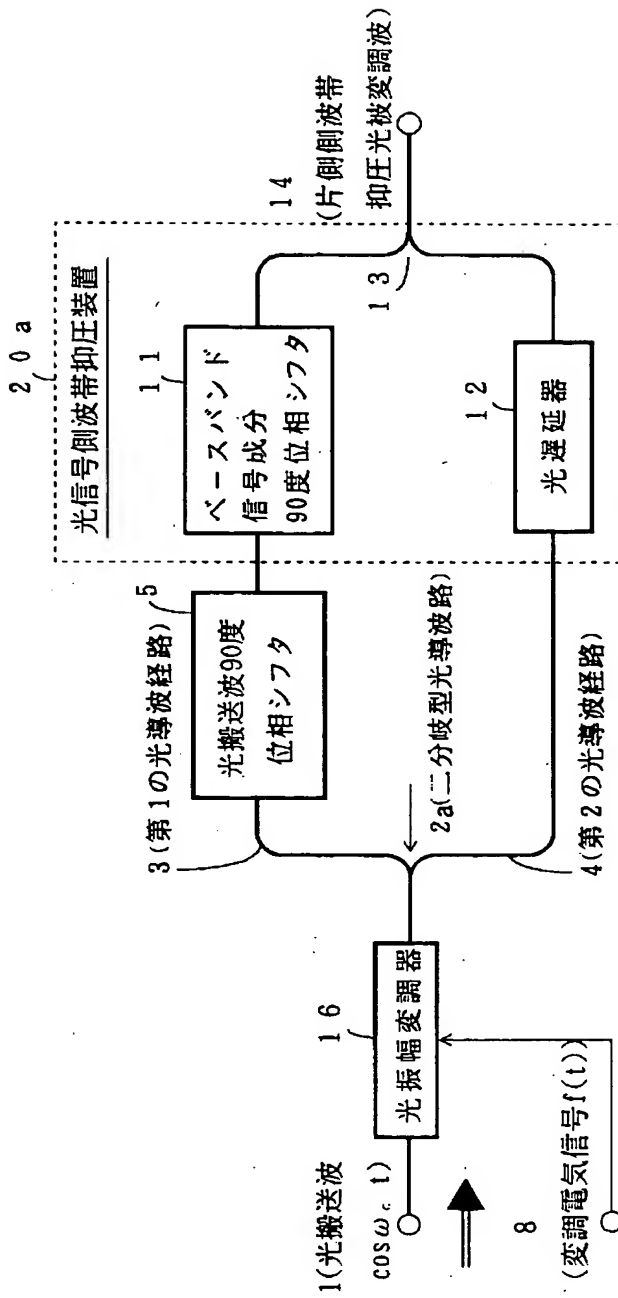 1(光搬送波
cosω_c t)
8
(変調電気信号f(t))
16
光振幅変調器
2a(二分岐型光導波路)
3(第1の光導波経路)
4(第2の光導波経路)
5
光搬送波90度
位相シフタ
20a
光信号側波帯抑圧装置
11
ベースバンド
信号成分
90度位相シフタ
12
光遅延器
13
14
(片側側波帯
抑圧光被変調波)